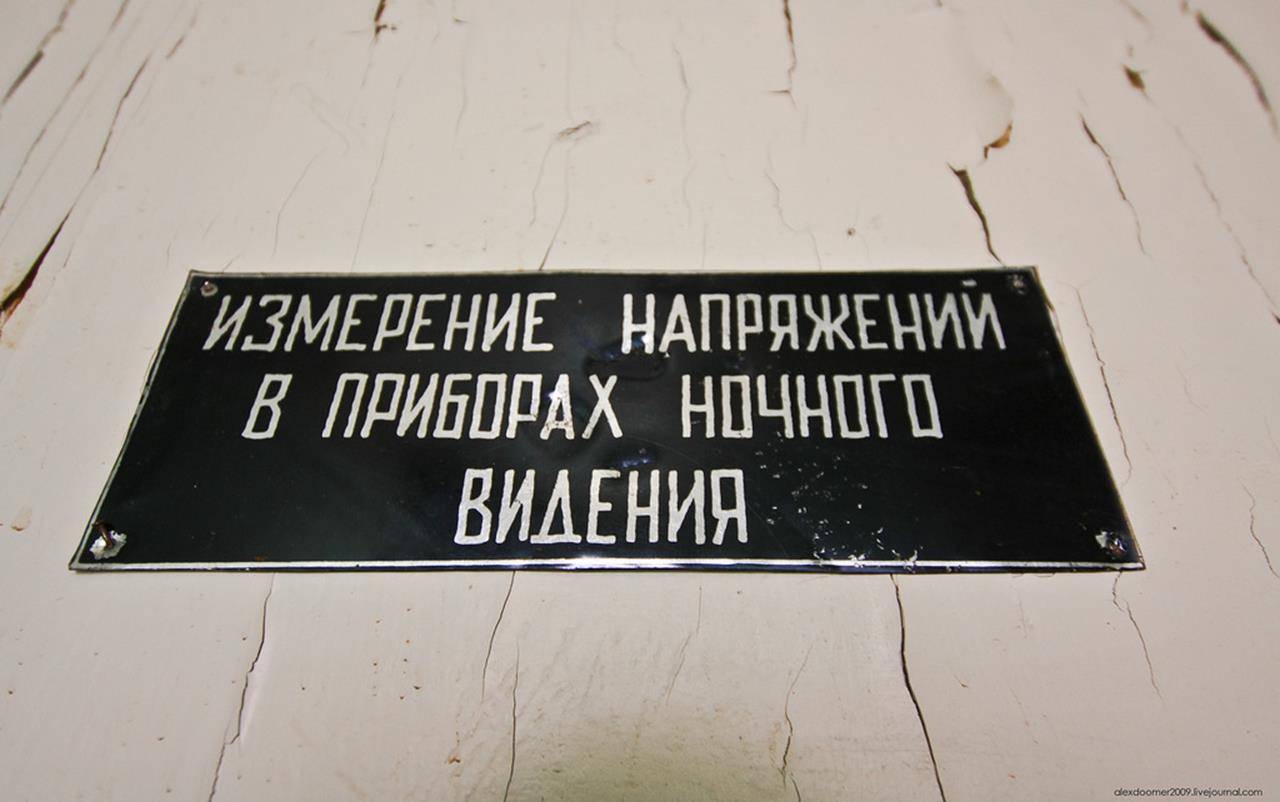 ИЗМЕРЕНИЕ НАПРЯЖЕНИЙ
В ПРИБОРАХ НОЧНОГО
ВИДЕНИЯ
alexdoomer2009.livejournal.com